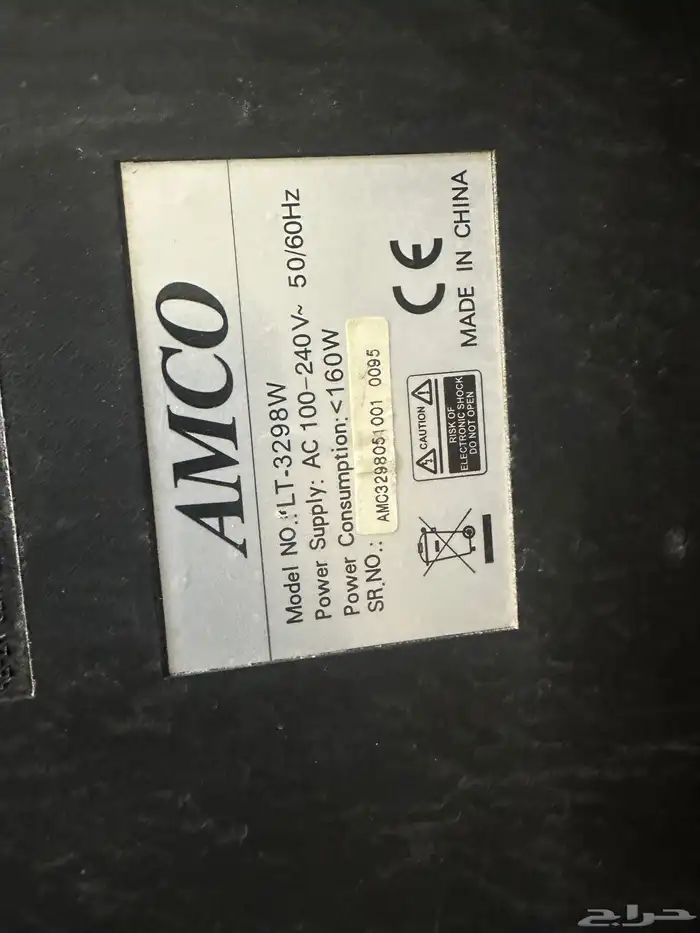 AMCO
Model NO.: LT-3298W
Power Supply: AC 100-240V~ 50/60Hz
Power Consumption: <160W
SR.NO.: AMC3298051001 0095
CAUTION
RISK OF
ELECTRONIC SHOCK
DO NOT OPEN
CE
MADE IN CHINA
حراج